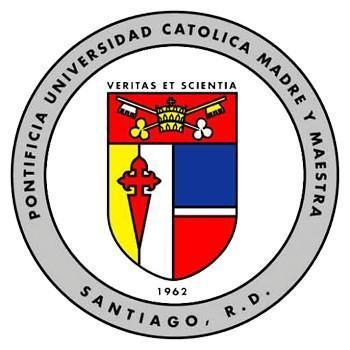 PONTIFICIA UNIVERSIDAD CATOLICA MADRE Y MAESTRA
VERITAS ET SCIENTIA
1962
SANTIAGO, R.D.